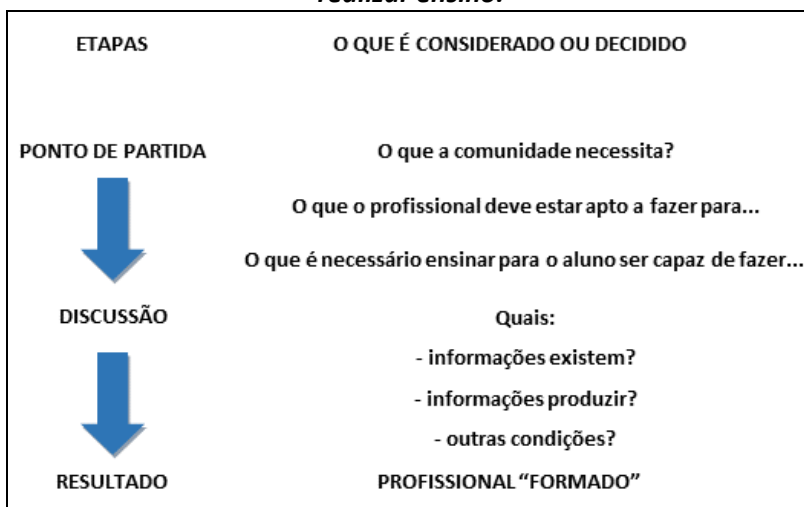 realizar ensino.
ETAPAS O QUE É CONSIDERADO OU DECIDIDO
PONTO DE PARTIDA O que a comunidade necessita?
O que o profissional deve estar apto a fazer para...
O que é necessário ensinar para o aluno ser capaz de fazer...
DISCUSSÃO Quais:
- informações existem?
- informações produzir?
- outras condições?
RESULTADO PROFISSIONAL “FORMADO”